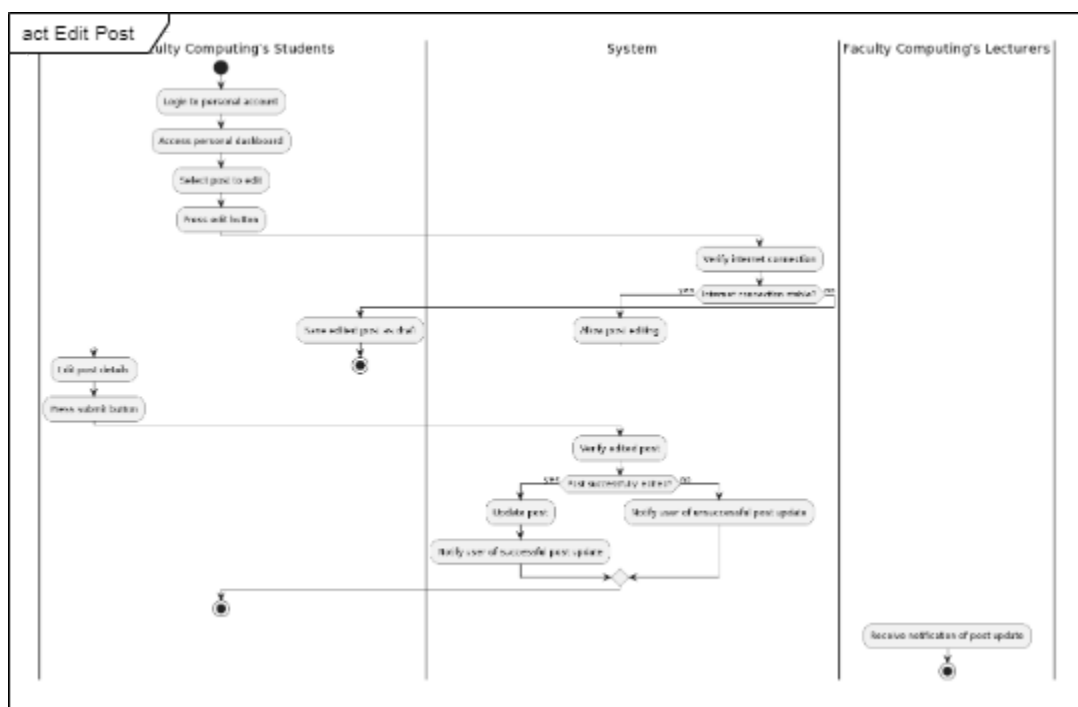 act Edit Post
ulty Computing's Students
System
Faculty Computing's Lecturers
Login to personal account
Access personal dashboard
Select post to edit
Press edit button
Verify internet connection
yes
Internet connection stable?
no
Save edited post as draft
Allow post editing
Edit post details
Press submit button
Verify edited post
yes
Post successfully edited?
no
Update post
Notify user of unsuccessful post update
Notify user of successful post update
Receive notification of post update